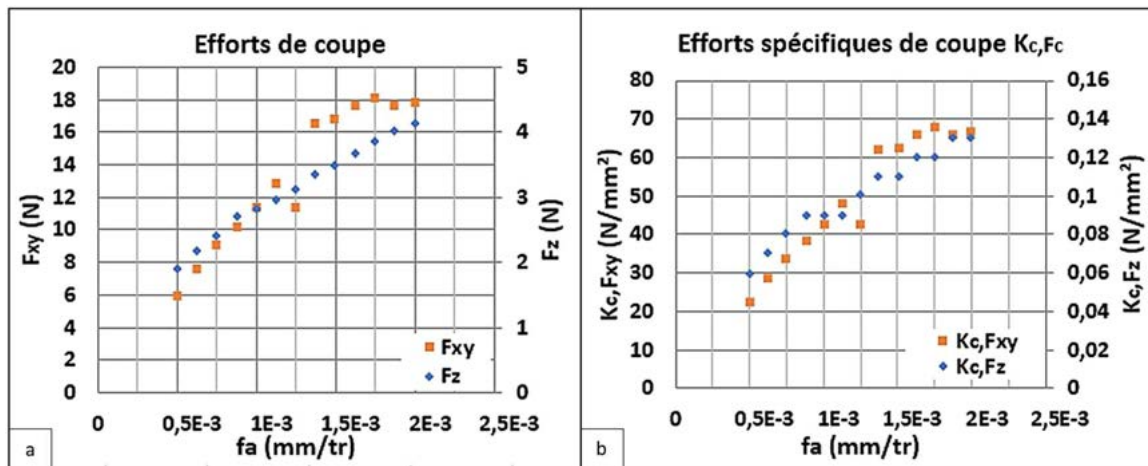 Efforts de coupe
20
18
16
14
12
10
8
6
4
2
0
Fxy (N)
5
4
3
2
1
0
Fz (N)
Fxy
Fz
0 0,5E-3 1E-3 1,5E-3 2E-3 2,5E-3
fa (mm/tr)
a
Efforts spécifiques de coupe Kc,Fc
80
70
60
50
40
30
20
10
0
Kc,Fxy (N/mm²)
0,16
0,14
0,12
0,1
0,08
0,06
0,04
0,02
0
Kc,Fz (N/mm²)
Kc,Fxy
Kc,Fz
0 0,5E-3 1E-3 1,5E-3 2E-3 2,5E-3
fa (mm/tr)
b